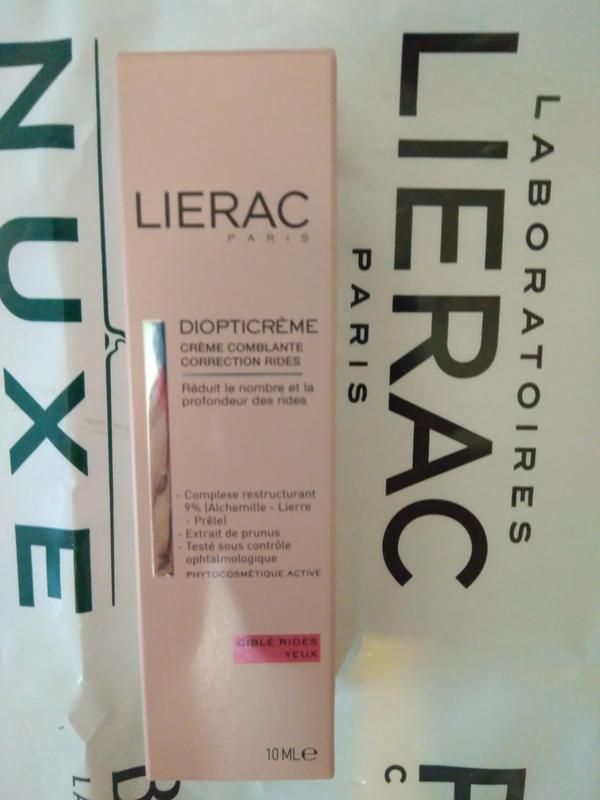 LIERAC
PARIS
DIOPTICRÈME
CRÈME COMBLANTE
CORRECTION RIDES
Réduit le nombre et la
profondeur des rides
- Complexe restructurant
9% (Alchemille - Lierre
- Prêle)
- Extrait de prunus
- Testé sous contrôle
ophtalmologique
PHYTOCOSMÉTIQUE ACTIVE
CIBLÉ RIDES
YEUX
10 ML℮
NUXE
LABORATOIRES
LIERAC
PARIS